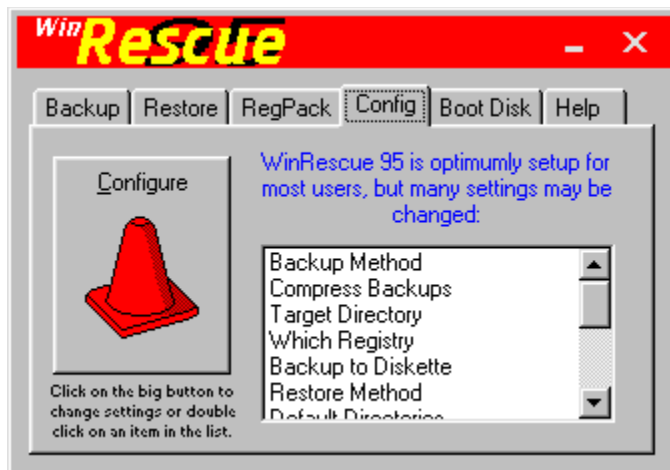 Win Rescue
Backup Restore RegPack Config Boot Disk Help
Configure
WinRescue 95 is optimumly setup for
most users, but many settings may be
changed:
Backup Method
Compress Backups
Target Directory
Which Registry
Backup to Diskette
Restore Method
Default Directories
Click on the big button to
change settings or double
click on an item in the list.